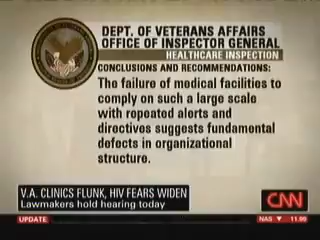 DEPT. OF VETERANS AFFAIRS
OFFICE OF INSPECTOR GENERAL
HEALTHCARE INSPECTION
CONCLUSIONS AND RECOMMENDATIONS:
The failure of medical facilities to
comply on such a large scale
with repeated alerts and
directives suggests fundamental
defects in organizational
structure.
V.A. CLINICS FLUNK, HIV FEARS WIDEN
Lawmakers hold hearing today
CNN
UPDATE
NAS ▼ 11.99